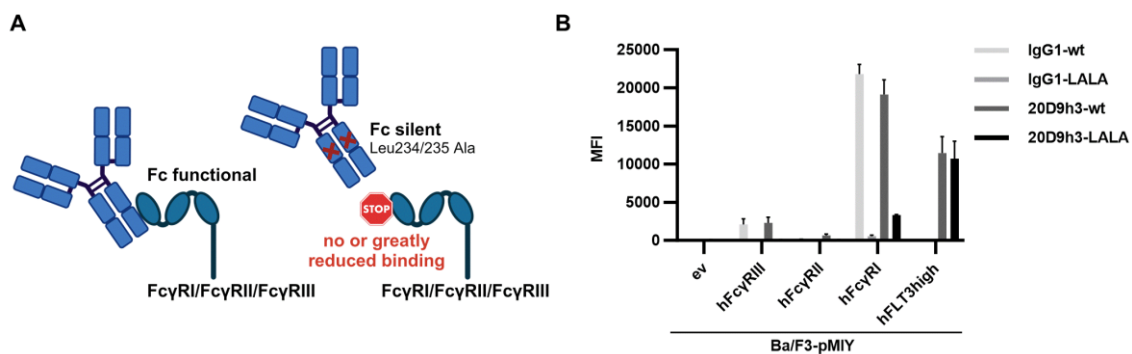 A
Fc functional
Fc silent
Leu234/235 Ala
STOP
no or greatly
reduced binding
FcγRI/FcγRII/FcγRIII
FcγRI/FcγRII/FcγRIII
B
MFI
25000
20000
15000
10000
5000
0
ev
hFcγRIII
hFcγRII
hFcγRI
hFLT3high
Ba/F3-pMIY
IgG1-wt
IgG1-LALA
20D9h3-wt
20D9h3-LALA